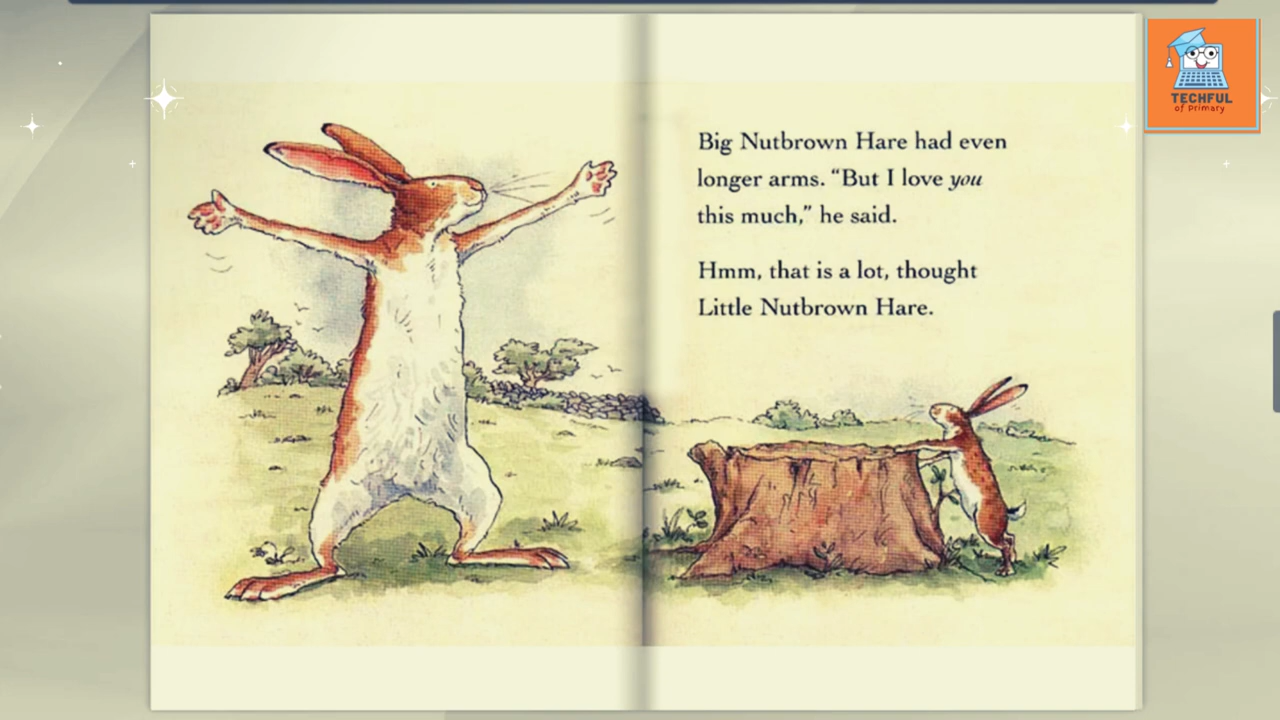 Big Nutbrown Hare had even
longer arms. “But I love you
this much,” he said.
Hmm, that is a lot, thought
Little Nutbrown Hare.
TECHFUL
of Primary